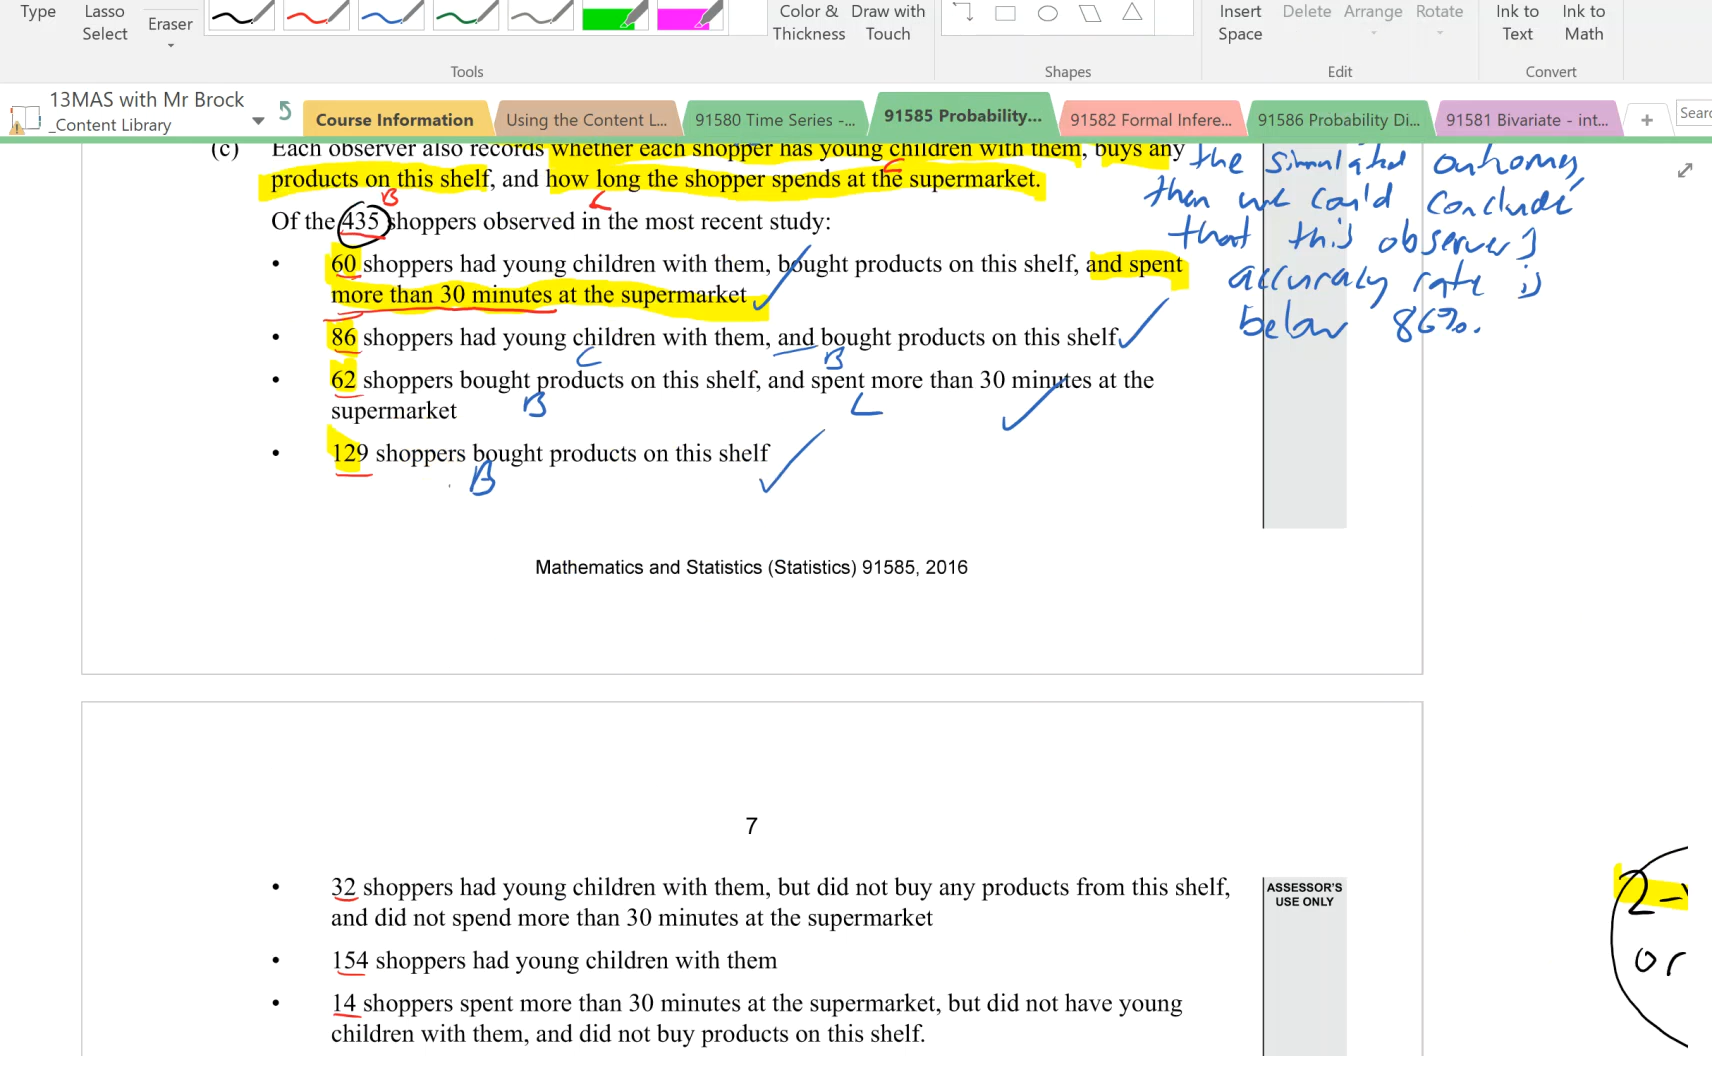 Type
Lasso
Select
Eraser
Color &
Thickness
Draw with
Touch
Insert
Space
Delete
Arrange
Rotate
Ink to
Text
Ink to
Math
Tools
Shapes
Edit
Convert
13MAS with Mr Brock
_Content Library
Course Information
Using the Content L...
91580 Time Series -...
91585 Probability...
91582 Formal Infere...
91586 Probability Di...
91581 Bivariate - int...
+
Searc
(c) Each observer also records whether each shopper has young children with them, buys any
C
products on this shelf, and how long the shopper spends at the supermarket.
B L
Of the 435 shoppers observed in the most recent study:
• 60 shoppers had young children with them, bought products on this shelf, and spent
more than 30 minutes at the supermarket
• 86 shoppers had young children with them, and bought products on this shelf
C B
• 62 shoppers bought products on this shelf, and spent more than 30 minutes at the
supermarket
B L
• 129 shoppers bought products on this shelf
B
the simulated outcomes,
then we could conclude
that this observer's
accuracy rate is
below 86%.
Mathematics and Statistics (Statistics) 91585, 2016
7
• 32 shoppers had young children with them, but did not buy any products from this shelf,
and did not spend more than 30 minutes at the supermarket
• 154 shoppers had young children with them
• 14 shoppers spent more than 30 minutes at the supermarket, but did not have young
children with them, and did not buy products on this shelf.
ASSESSOR'S
USE ONLY
2-
or